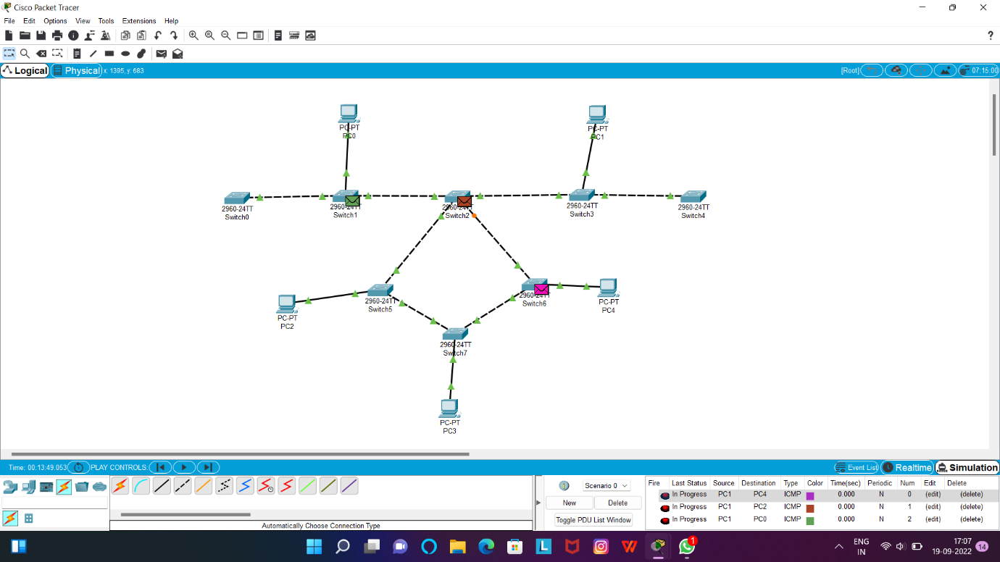 Cisco Packet Tracer
File Edit Options View Tools Extensions Help
?
Logical Physical x: 1395, y: 683 [Root] 07:15:00
PC-PT
PC0
PC-PT
PC1
2960-24TT
Switch0
2960-24TT
Switch1
2960-24TT
Switch2
2960-24TT
Switch3
2960-24TT
Switch4
PC-PT
PC2
2960-24TT
Switch5
2960-24TT
Switch6
PC-PT
PC4
2960-24TT
Switch7
PC-PT
PC3
Time: 00:13:49.053 PLAY CONTROLS: Event List Realtime Simulation
Automatically Choose Connection Type
Scenario 0
New Delete
Toggle PDU List Window
Fire Last Status Source Destination Type Color Time(sec) Periodic Num Edit Delete
In Progress PC1 PC4 ICMP 0.000 N 0 (edit) (delete)
In Progress PC1 PC2 ICMP 0.000 N 1 (edit) (delete)
In Progress PC1 PC0 ICMP 0.000 N 2 (edit) (delete)
L
W
1
ENG
IN
17:07
19-09-2022
14